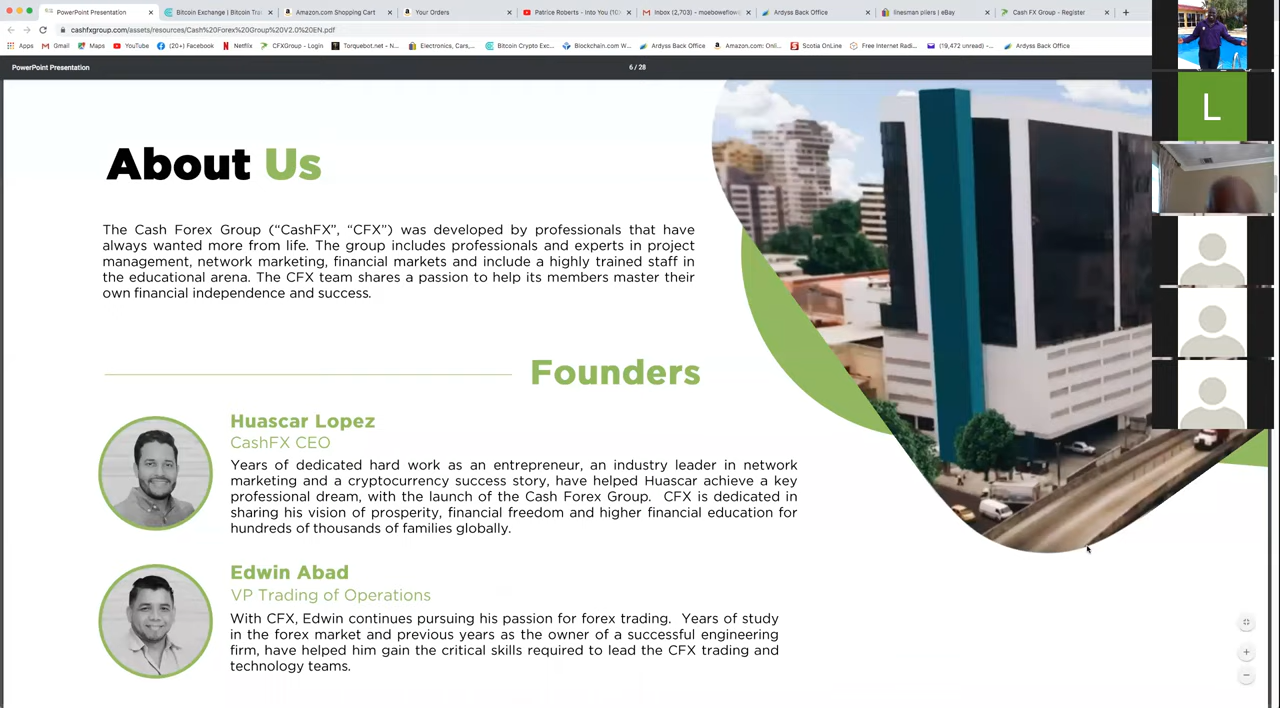 PowerPoint Presentation
Bitcoin Exchange | Bitcoin Tra
Amazon.com Shopping Cart
Your Orders
Patrice Roberts - Into You (10
Inbox (2,703) - moeboweflow
Ardyss Back Office
linesman pliers | eBay
Cash FX Group - Register
cashfxgroup.com/assets/resources/Cash%20Forex%20Group%20V2.0%20EN.pdf
Apps
Gmail
Maps
YouTube
(20+) Facebook
Netflix
CFXGroup - Login
Torquebot.net - N...
Electronics, Cars,...
Bitcoin Crypto Exc...
Blockchain.com W...
Ardyss Back Office
Amazon.com: Onli...
Scotia OnLine
Free Internet Radi...
(19,472 unread) -...
Ardyss Back Office
PowerPoint Presentation
6 / 28
L
About Us
The Cash Forex Group (“CashFX”, “CFX”) was developed by professionals that have
always wanted more from life. The group includes professionals and experts in project
management, network marketing, financial markets and include a highly trained staff in
the educational arena. The CFX team shares a passion to help its members master their
own financial independence and success.
Founders
Huascar Lopez
CashFX CEO
Years of dedicated hard work as an entrepreneur, an industry leader in network
marketing and a cryptocurrency success story, have helped Huascar achieve a key
professional dream, with the launch of the Cash Forex Group. CFX is dedicated in
sharing his vision of prosperity, financial freedom and higher financial education for
hundreds of thousands of families globally.
Edwin Abad
VP Trading of Operations
With CFX, Edwin continues pursuing his passion for forex trading. Years of study
in the forex market and previous years as the owner of a successful engineering
firm, have helped him gain the critical skills required to lead the CFX trading and
technology teams.